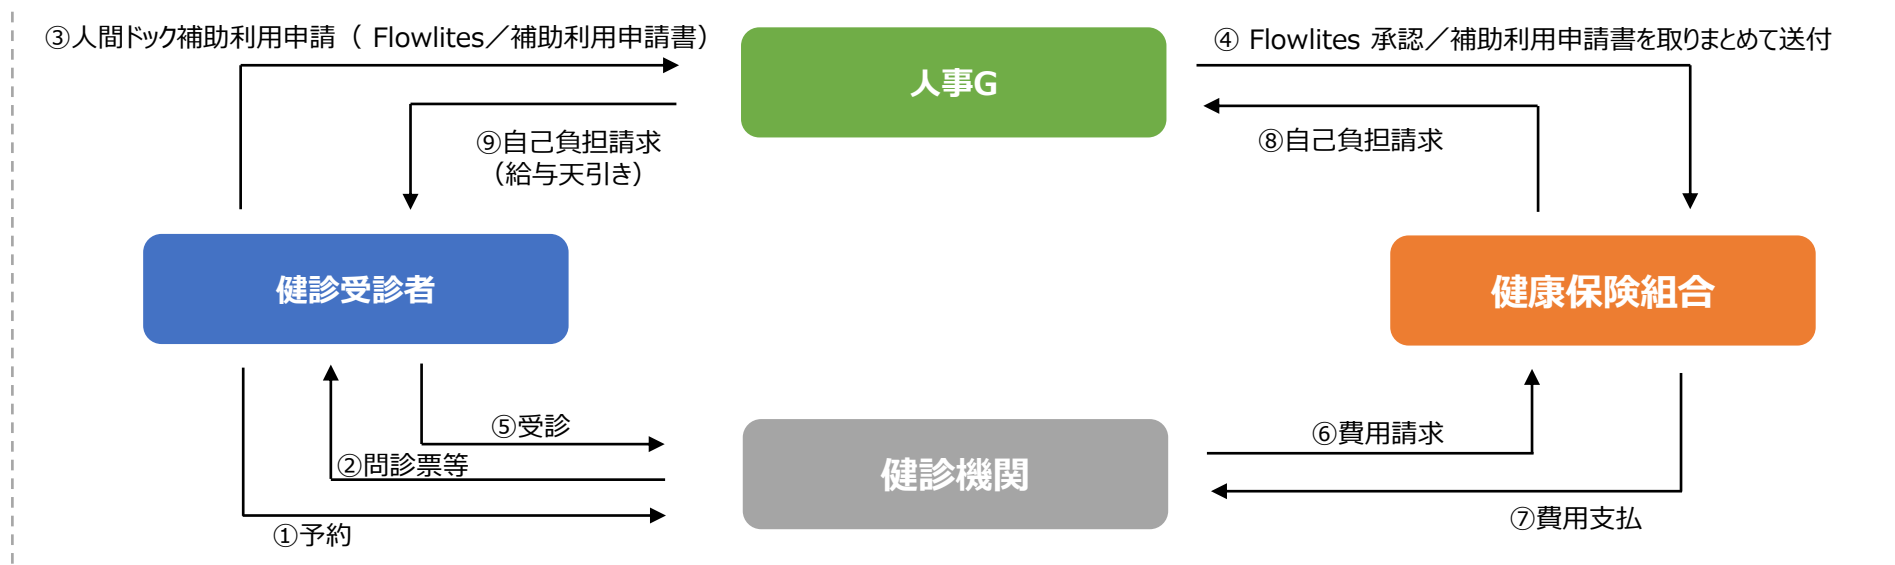 ③人間ドック補助利用申請（ Flowlites／補助利用申請書）
人事G
④ Flowlites 承認／補助利用申請書を取りまとめて送付
⑨自己負担請求
（給与天引き）
⑧自己負担請求
健診受診者
健康保険組合
⑤受診
②問診票等
①予約
健診機関
⑥費用請求
⑦費用支払